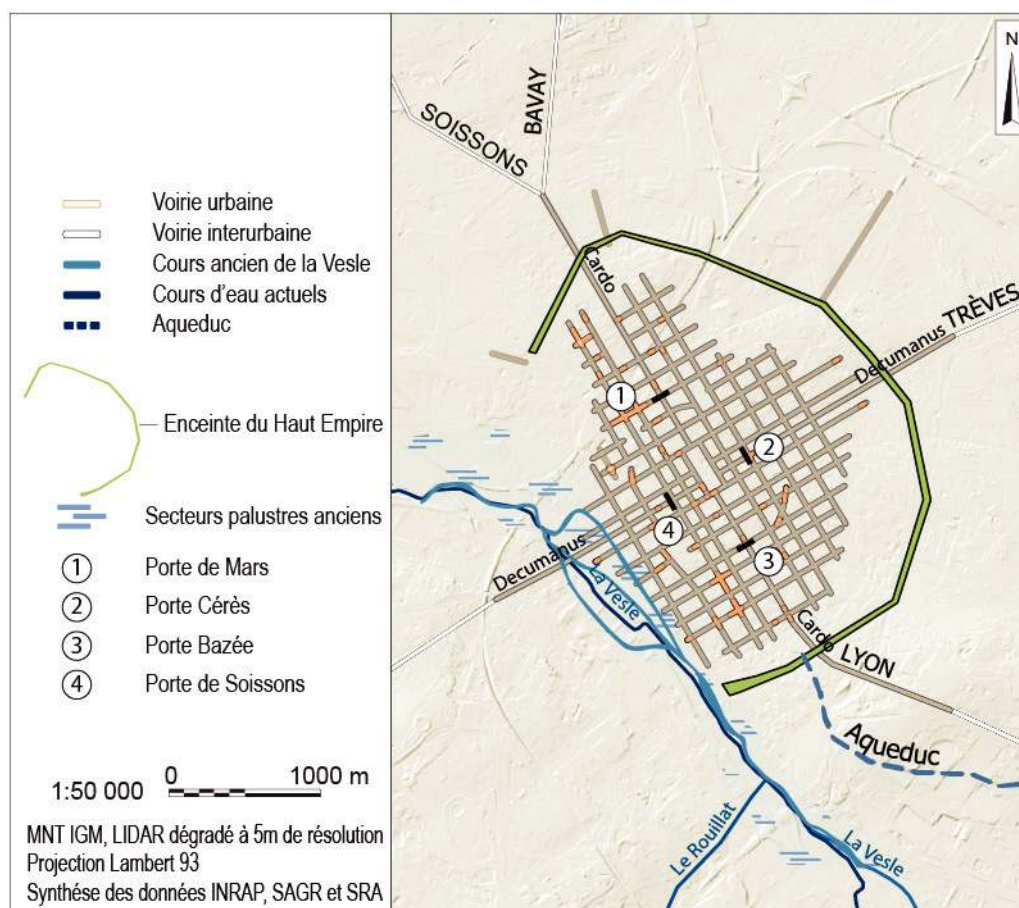 Voirie urbaine
Voirie interurbaine
Cours ancien de la Vesle
Cours d'eau actuels
Aqueduc
Enceinte du Haut Empire
Secteurs palustres anciens
1 Porte de Mars
2 Porte Cérès
3 Porte Bazée
4 Porte de Soissons
1:50 000 0 1000 m
MNT IGM, LIDAR dégradé à 5m de résolution
Projection Lambert 93
Synthése des données INRAP, SAGR et SRA
N
SOISSONS
BAVAY
Cardo
Decumanus TRÈVES
1
2
4
3
Decumanus
La Vesle
Cardo LYON
Aqueduc
Le Rouillat
La Vesle